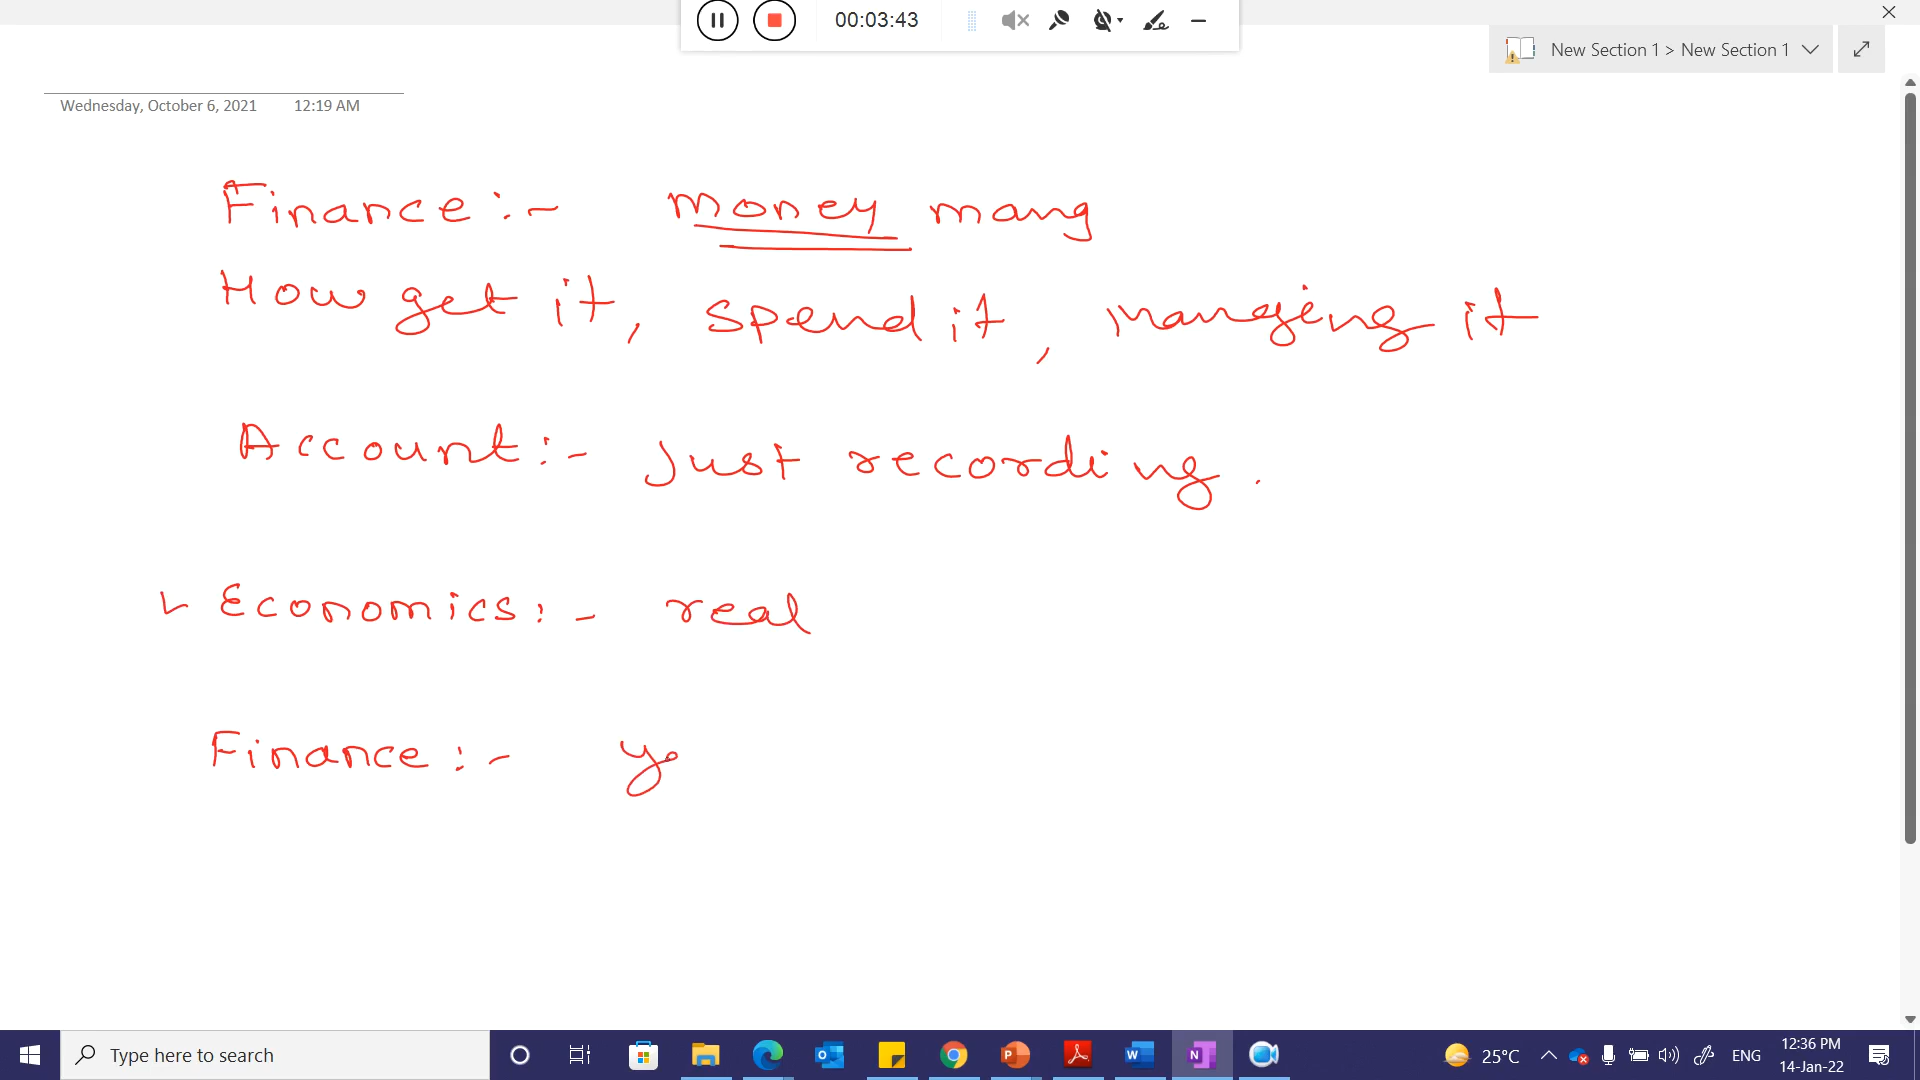 00:03:43
New Section 1 > New Section 1
Wednesday, October 6, 2021 12:19 AM
Finance:- money mang
How get it, spend it, managing it
Account:- Just recording.
Economics:- real
Finance:- yo
Type here to search
25°C
ENG
12:36 PM
14-Jan-22